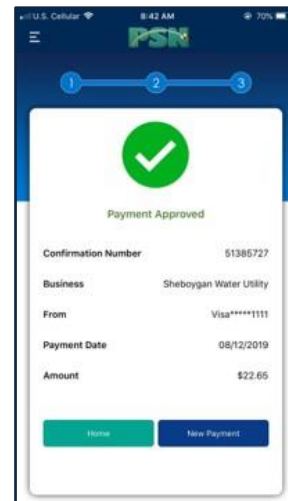 U.S. Cellular 8:42 AM 70%
PSN
1 2 3
Payment Approved
Confirmation Number 51385727
Business Sheboygan Water Utility
From Visa*****1111
Payment Date 08/12/2019
Amount $22.65
Home New Payment